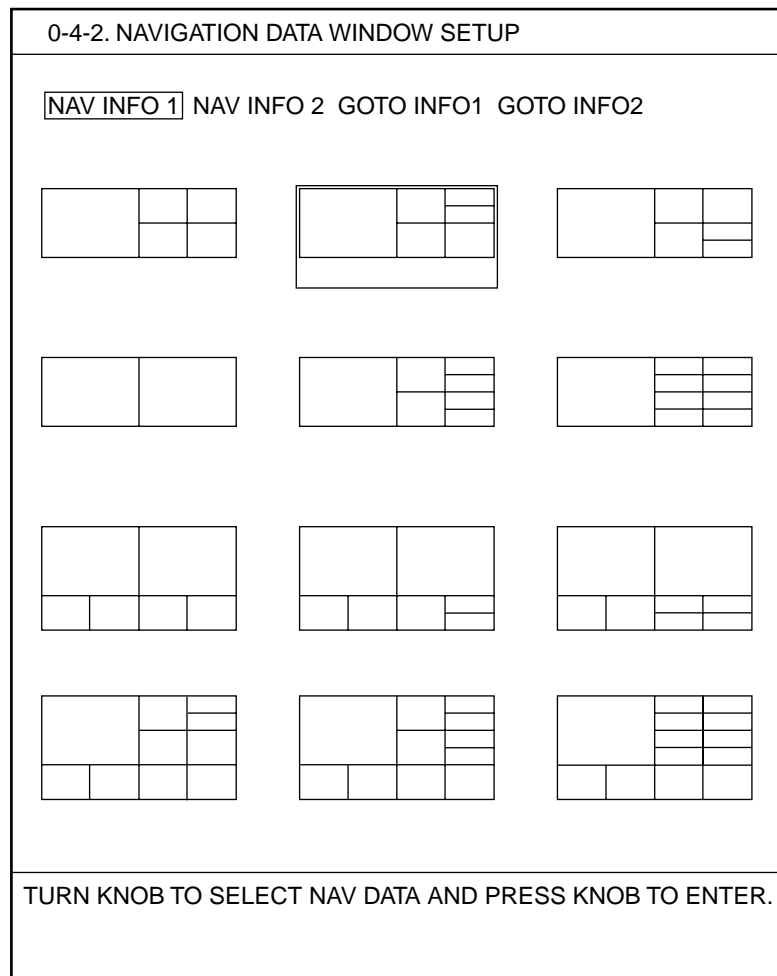 0-4-2. NAVIGATION DATA WINDOW SETUP
NAV INFO 1 NAV INFO 2 GOTO INFO1 GOTO INFO2
TURN KNOB TO SELECT NAV DATA AND PRESS KNOB TO ENTER.